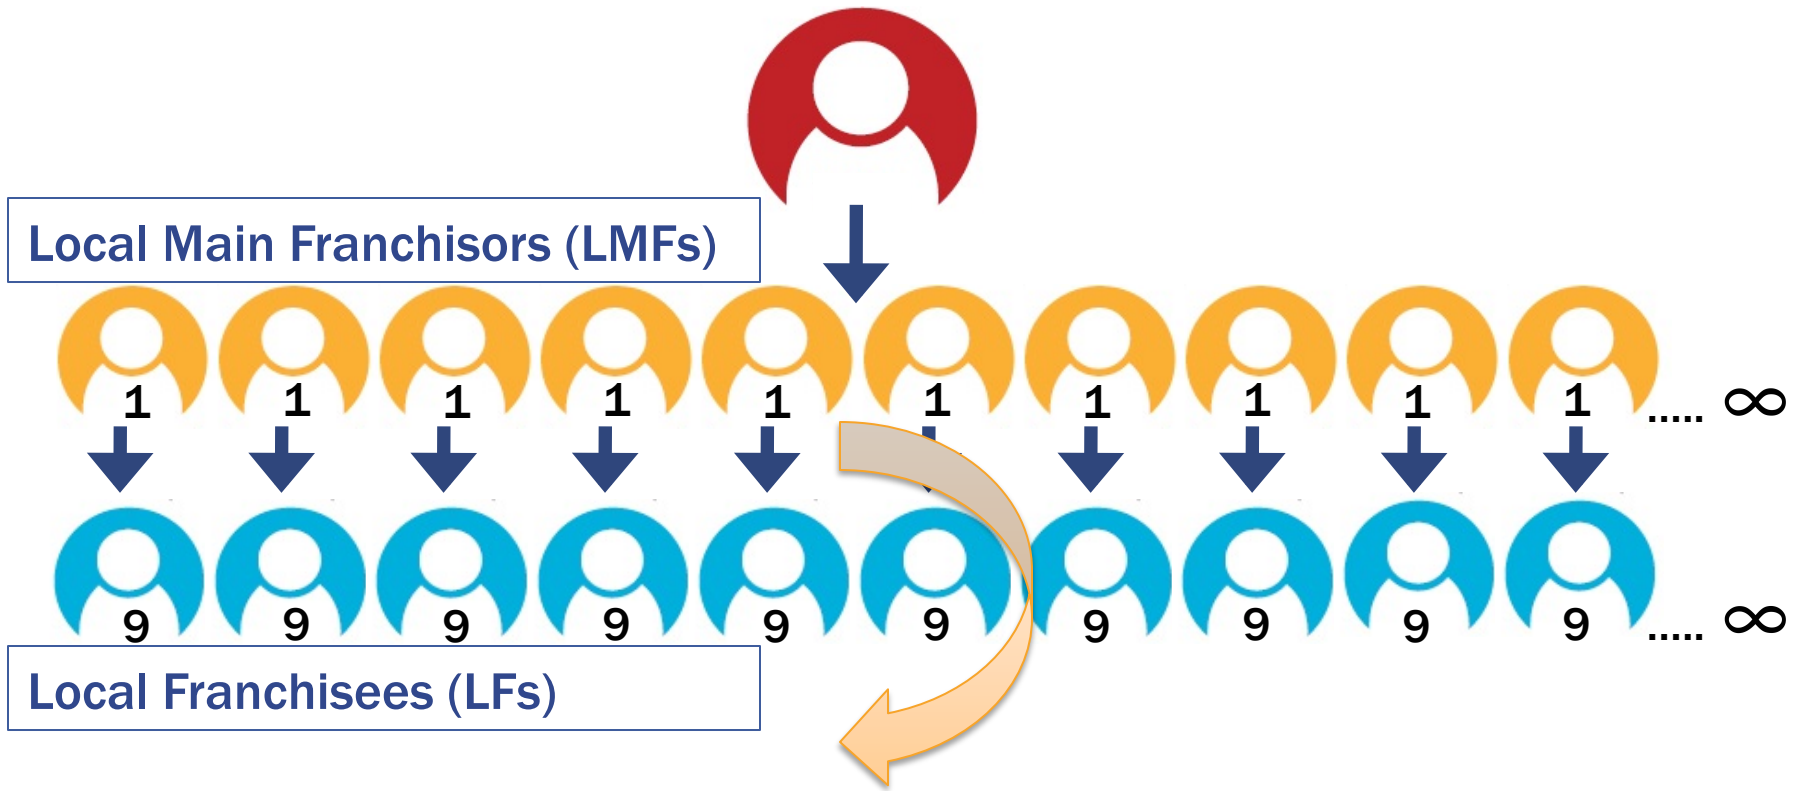 Local Main Franchisors (LMFs)
1 1 1 1 1 1 1 1 1 1 ..... ∞
9 9 9 9 9 9 9 9 9 9 ..... ∞
Local Franchisees (LFs)